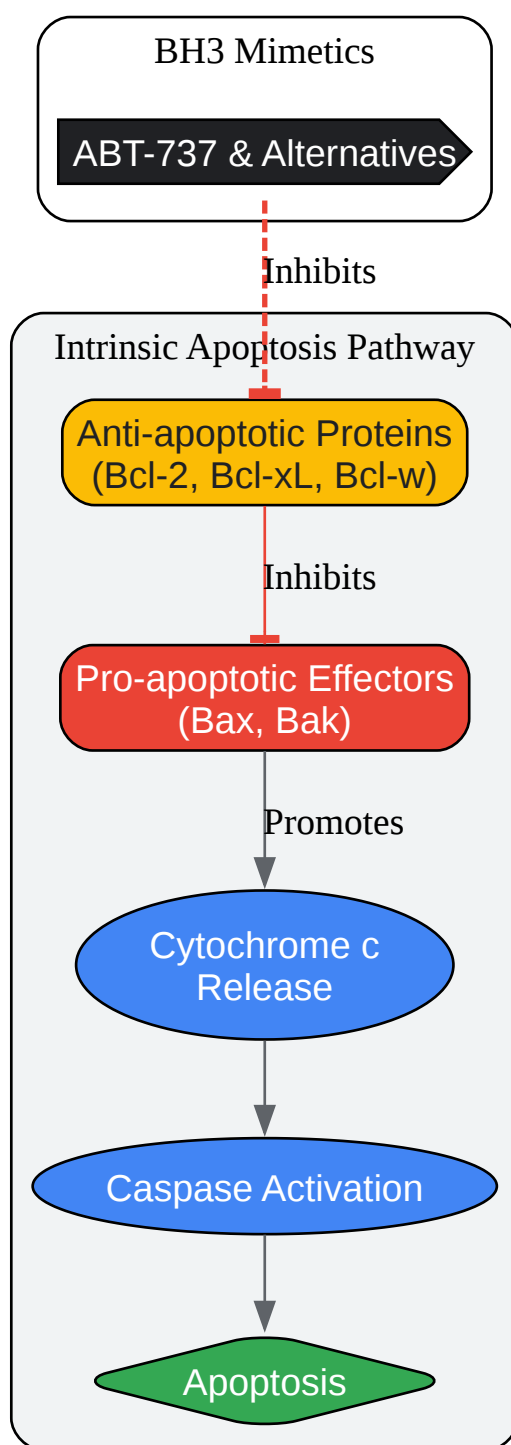 BH3 Mimetics
ABT-737 & Alternatives
Inhibits
Intrinsic Apoptosis Pathway
Anti-apoptotic Proteins
(Bcl-2, Bcl-xL, Bcl-w)
Inhibits
Pro-apoptotic Effectors
(Bax, Bak)
Promotes
Cytochrome c
Release
Caspase Activation
Apoptosis